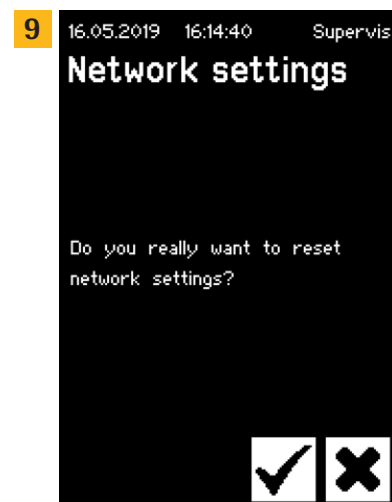 9
16.05.2019 16:14:40 Supervis
Network settings
Do you really want to reset
network settings?